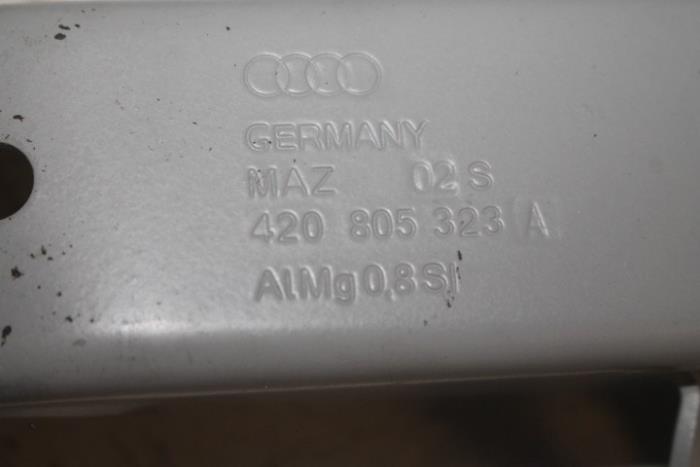 GERMANY
MAZ 02 S
420 805 323 A
AlMg0,8Si